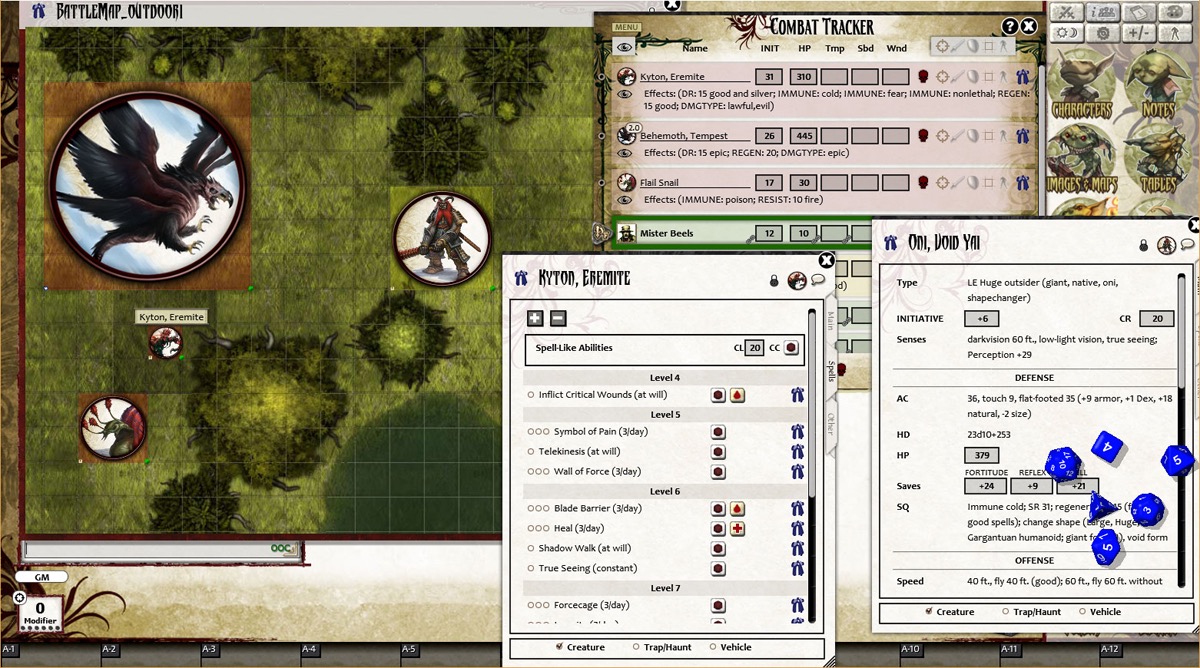 BATTLEMAP_OUTDOOR1
Kyton, Eremite
OOC
GM
0
Modifier
A-1
A-2
A-3
A-4
A-5
A-10
A-11
A-12
MENU
COMBAT TRACKER
Name INIT HP Tmp Sbd Wnd
Kyton, Eremite 31 310
Effects: (DR: 15 good and silver; IMMUNE: cold; IMMUNE: fear; IMMUNE: nonlethal; REGEN:
15 good; DMGTYPE: lawful,evil)
2.0
Behemoth, Tempest 26 445
Effects: (DR: 15 epic; REGEN: 20; DMGTYPE: epic)
Flail Snail 17 30
Effects: (IMMUNE: poison; RESIST: 10 fire)
Mister Beels 12 10
KYTON, EREMITE
Main
Spells
Other
Spell-Like Abilities CL 20 CC
Level 4
Inflict Critical Wounds (at will)
Level 5
Symbol of Pain (3/day)
Telekinesis (at will)
Wall of Force (3/day)
Level 6
Blade Barrier (3/day)
Heal (3/day)
Shadow Walk (at will)
True Seeing (constant)
Level 7
Forcecage (3/day)
Creature Trap/Haunt Vehicle
ONI, VOID YAI
Type LE Huge outsider (giant, native, oni,
shapechanger)
INITIATIVE +6 CR 20
Senses darkvision 60 ft., low-light vision, true seeing;
Perception +29
DEFENSE
AC 36, touch 9, flat-footed 35 (+9 armor, +1 Dex, +18
natural, -2 size)
HD 23d10+253
HP 379
FORTITUDE REFLEX
Saves +24 +9 +21
SQ Immune cold; SR 31;
good spells); change shape Huge,
Gargantuan humanoid; giant void form
OFFENSE
Speed 40 ft., fly 40 ft. (good); 60 ft., fly 60 ft. without
Creature Trap/Haunt Vehicle
+/-
CHARACTERS
NOTES
IMAGES & MAPS
TABLES
4
5
3
5